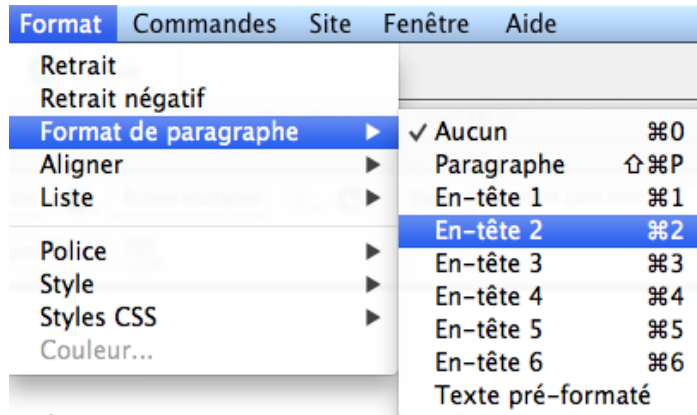 Format Commandes Site Fenêtre Aide
Retrait
Retrait négatif
Format de paragraphe
Aligner
Liste
Police
Style
Styles CSS
Couleur...
Aucun ⌘0
Paragraphe ⇧⌘P
En-tête 1 ⌘1
En-tête 2 ⌘2
En-tête 3 ⌘3
En-tête 4 ⌘4
En-tête 5 ⌘5
En-tête 6 ⌘6
Texte pré-formaté